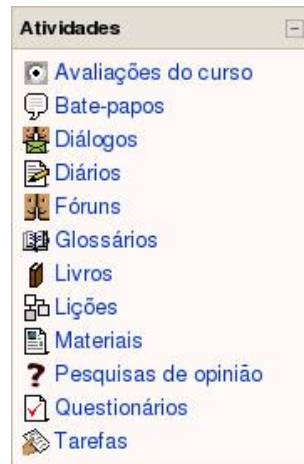 Atividades
Avaliações do curso
Bate-papos
Diálogos
Diários
Fóruns
Glossários
Livros
Lições
Materiais
Pesquisas de opinião
Questionários
Tarefas